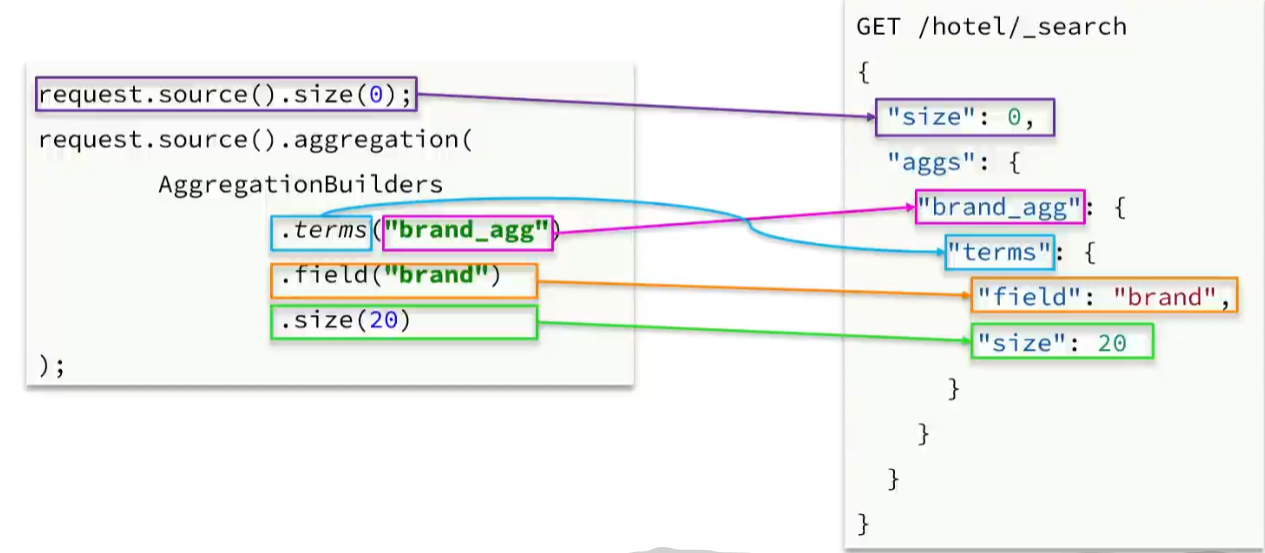 request.source().size(0);
request.source().aggregation(
AggregationBuilders
.terms("brand_agg")
.field("brand")
.size(20)
);
GET /hotel/_search
{
"size": 0,
"aggs": {
"brand_agg": {
"terms": {
"field": "brand",
"size": 20
}
}
}
}